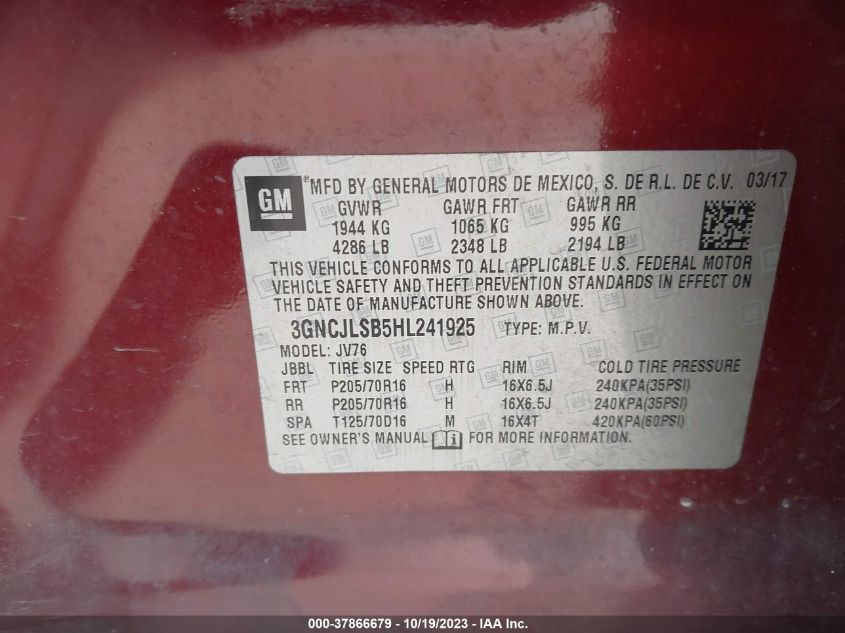 GM ® MFD BY GENERAL MOTORS DE MEXICO, S. DE R.L. DE C.V. 03/17
GVWR GAWR FRT GAWR RR
1944 KG 1065 KG 995 KG
4286 LB 2348 LB 2194 LB
THIS VEHICLE CONFORMS TO ALL APPLICABLE U.S. FEDERAL MOTOR
VEHICLE SAFETY AND THEFT PREVENTION STANDARDS IN EFFECT ON
THE DATE OF MANUFACTURE SHOWN ABOVE.
3GNCJLSB5HL241925 TYPE: M.P.V.
MODEL: JV76
JBBL TIRE SIZE SPEED RTG RIM COLD TIRE PRESSURE
FRT P205/70R16 H 16X6.5J 240KPA(35PSI)
RR P205/70R16 H 16X6.5J 240KPA(35PSI)
SPA T125/70D16 M 16X4T 420KPA(60PSI)
SEE OWNER'S MANUAL FOR MORE INFORMATION.
000-37866679 - 10/19/2023 - IAA Inc.